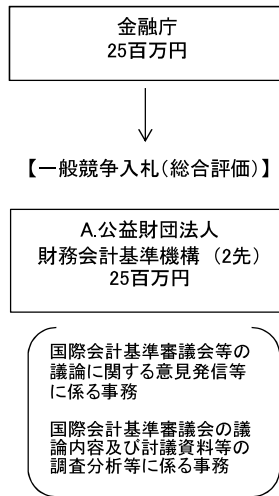 金融庁
25百万円
【一般競争入札(総合評価)】
A.公益財団法人
財務会計基準機構 (2先)
25百万円
国際会計基準審議会等の
議論に関する意見発信等
に係る事務
国際会計基準審議会の議
論内容及び討議資料等の
調査分析等に係る事務